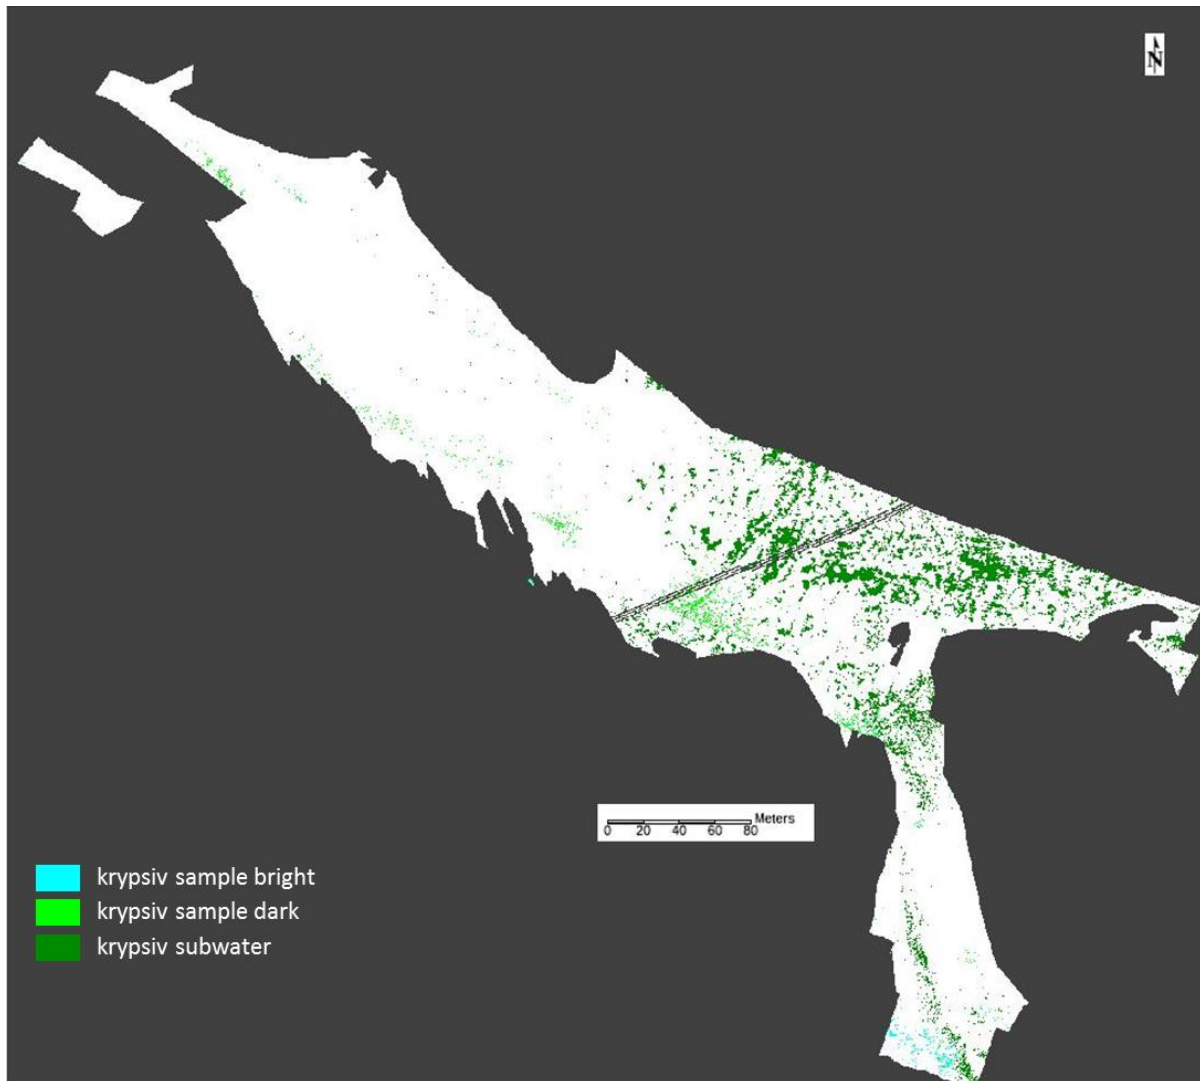 N
Meters
0 20 40 60 80
krypsiv sample bright
krypsiv sample dark
krypsiv subwater